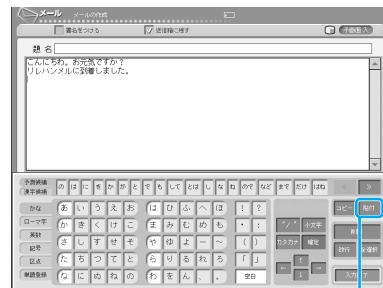 メール メールの作成
署名をつける 送信箱に残す 子画面 入
題 名
こんにちわ。お元気ですか?
リレハンメルに到着しました。
予測候補
漢字候補
の は に を が と で も して とは し な ね ので など まで だけ はね « »
かな あ い う え お は ひ ふ へ ほ ! ? コピー 貼付
ローマ字 か き く け こ ま み む め も ・ : ゛/゜ 小文字
英数 さ し す せ そ や ゆ よ ー ~ ( ) カタカナ 確定
記号 た ち つ て と ら り る れ ろ 「 」 ↑ 改行
区点
単語登録 な に ぬ ね の わ を ん 、 。 空白 ← ↓ → 入力